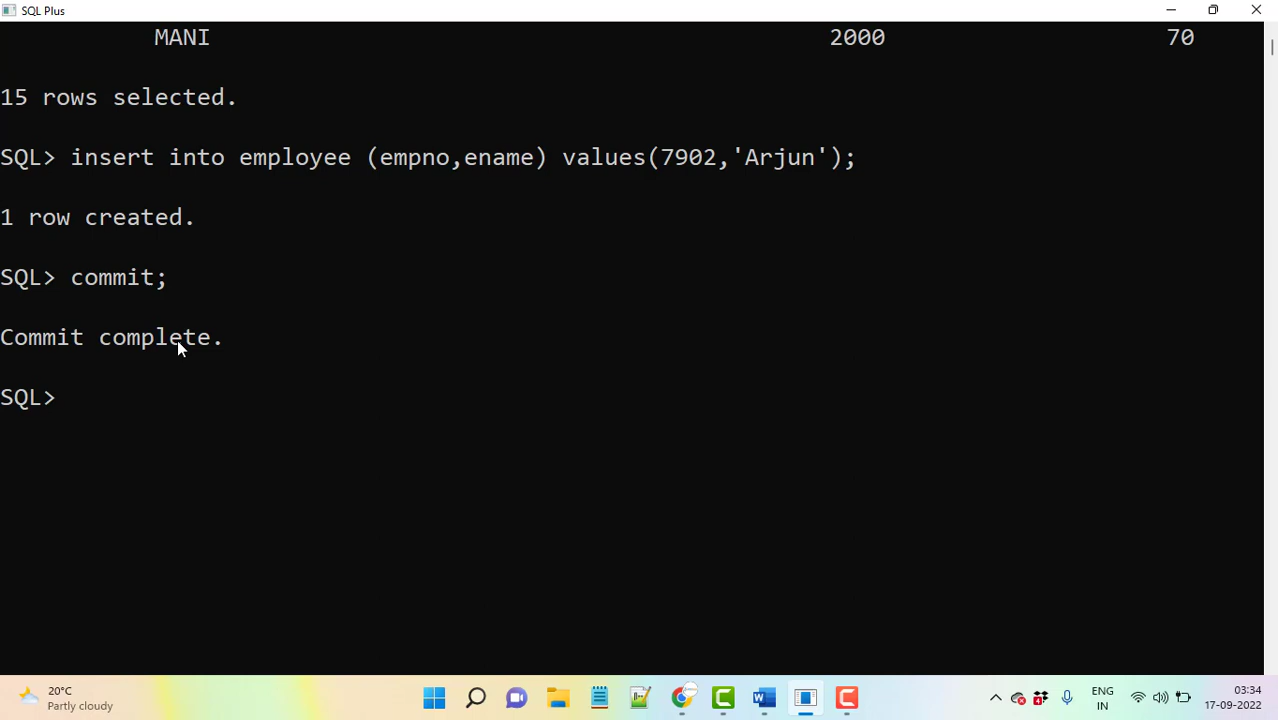 SQL Plus
MANI 2000 70
15 rows selected.
SQL> insert into employee (empno,ename) values(7902,'Arjun');
1 row created.
SQL> commit;
Commit complete.
SQL>
20°C
Partly cloudy
4
ENG
IN
03:34
17-09-2022